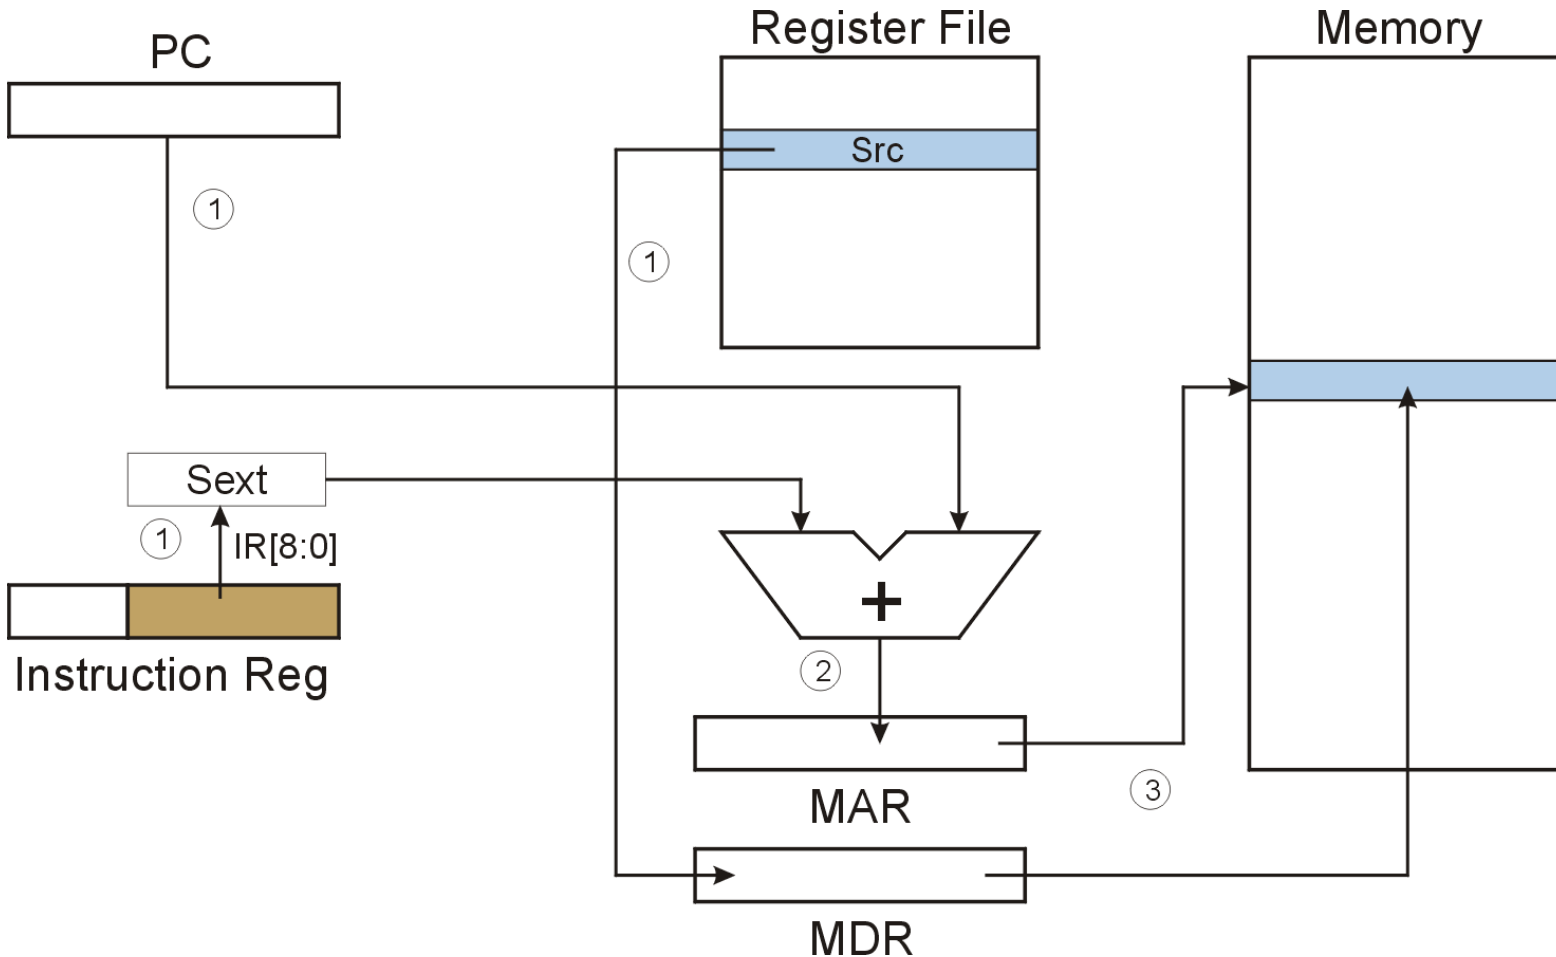 PC
Register File
Memory
Src
1
1
Sext
1
IR[8:0]
+
Instruction Reg
2
MAR
3
MDR